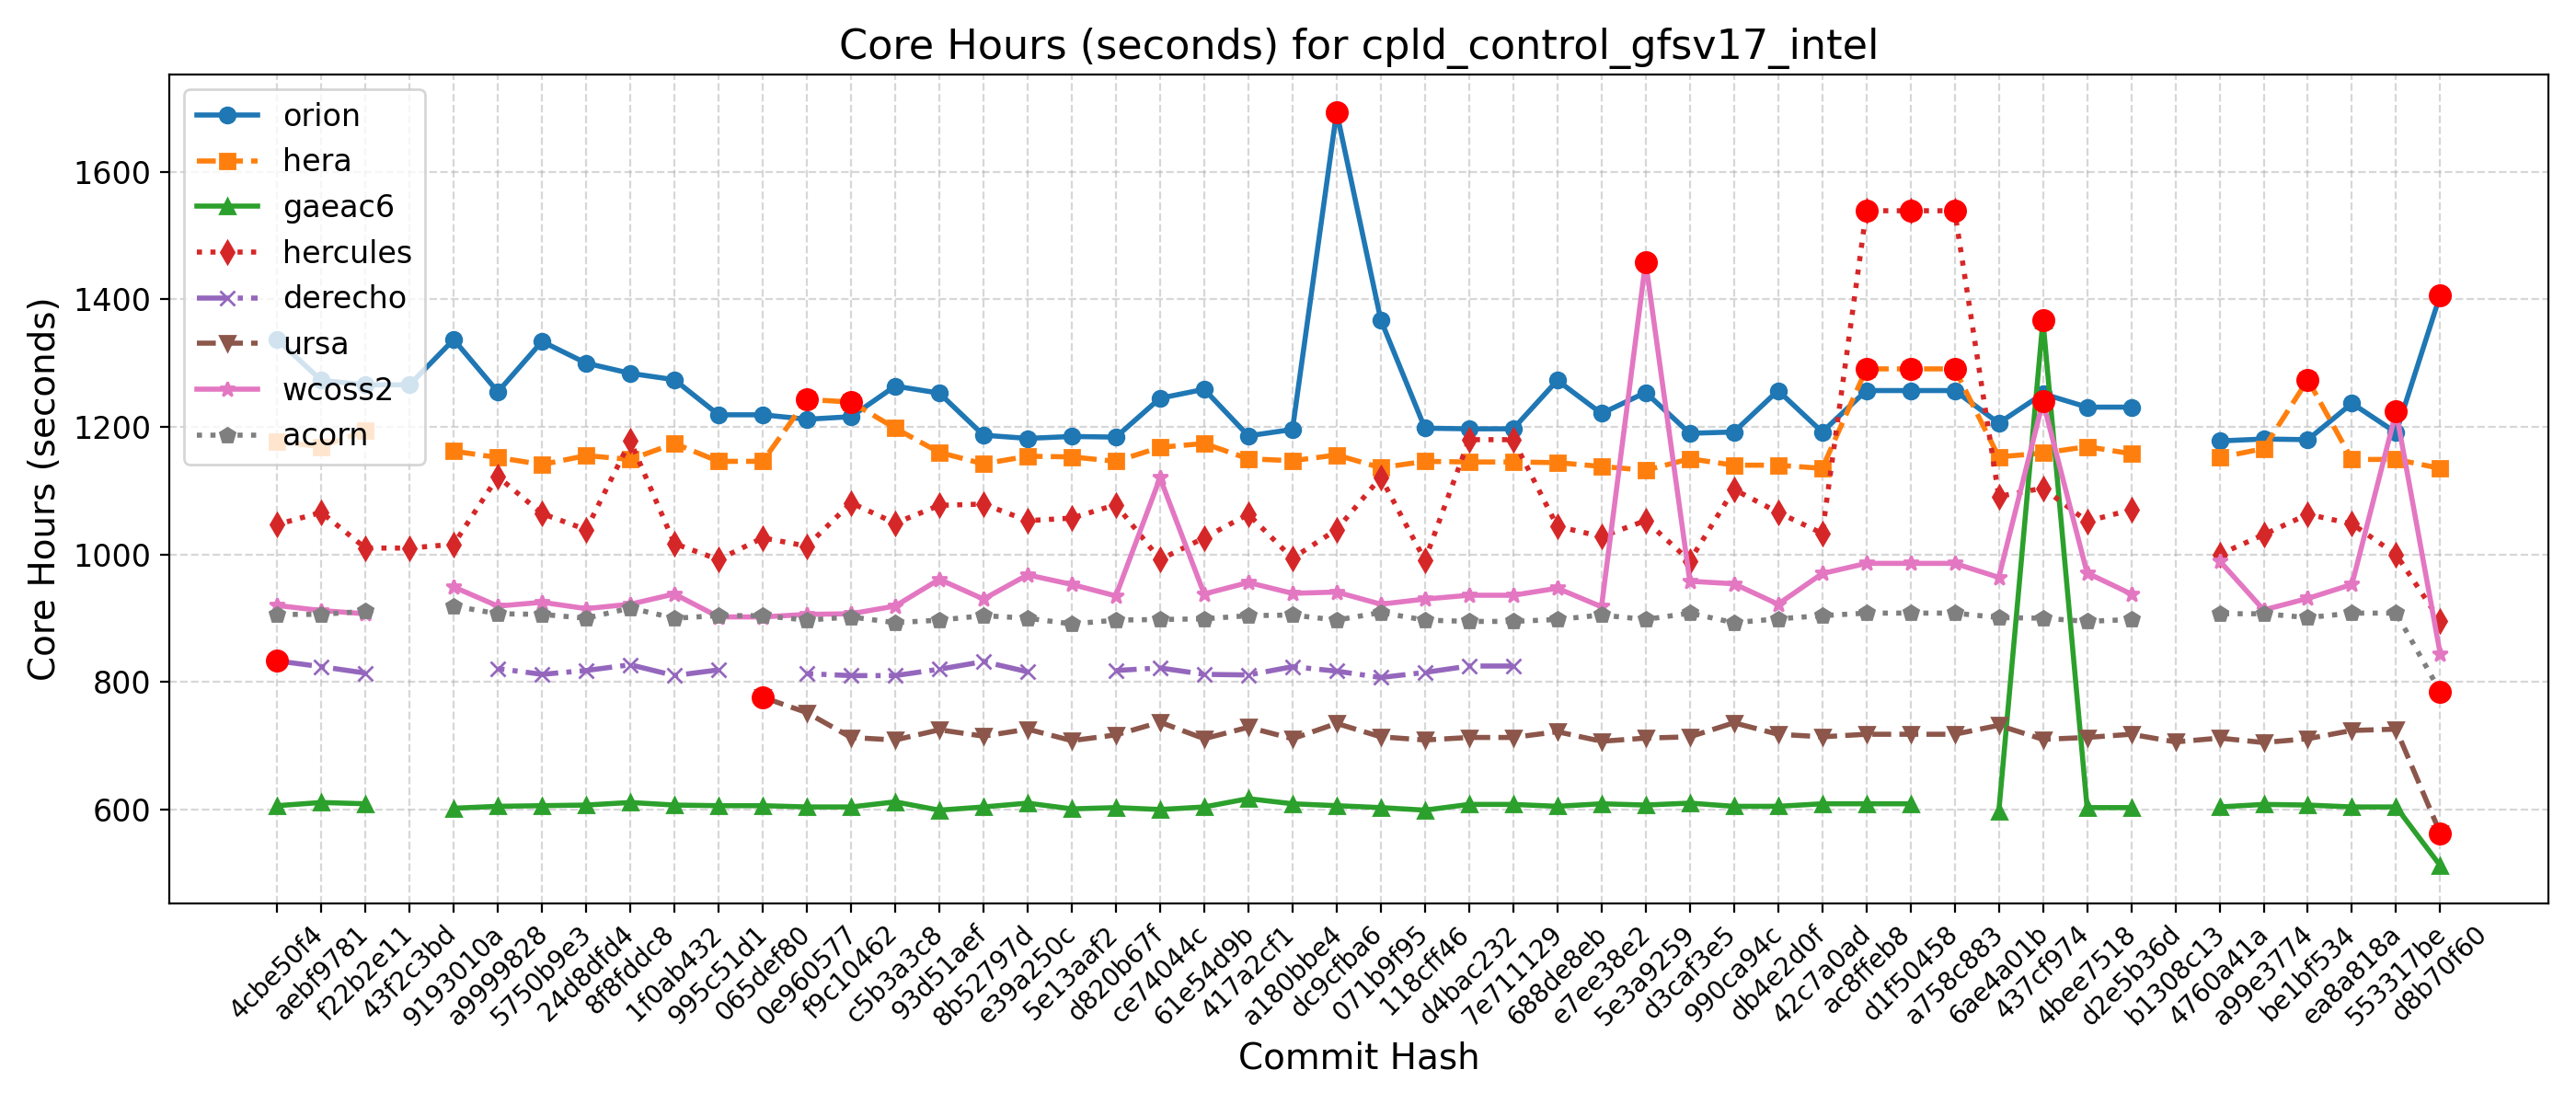 Core Hours (seconds) for cpld_control_gfsv17_intel
Core Hours (seconds)
1600
1400
1200
1000
800
600
orion
hera
gaeac6
hercules
derecho
ursa
wcoss2
acorn
4cbe50f4
aebf9781
f22b2e11
43f2c3bd
9193010a
a9999828
5750b9e3
24d8dfd4
8f8fddc8
1f0ab432
995c51d1
065def80
0e960577
f9c10462
c5b3a3c8
93d51aef
8b52797d
e39a250c
5e13aaf2
d820b67f
ce74044c
61e54d9b
417a2cf1
a180bbe4
dc9cfba6
071b9f95
118cff46
d4bac232
7e711129
688de8eb
e7ee38e2
5e3a9259
d3caf3e5
990ca94c
db4e2d0f
42c7a0ad
ac8ffeb8
d1f50458
a758c883
6ae4a01b
437cf974
4bee7518
d2e5b36d
b1308c13
4760a41a
a99e3774
be1bf534
ea8a818a
553317be
d8b70f60
Commit Hash